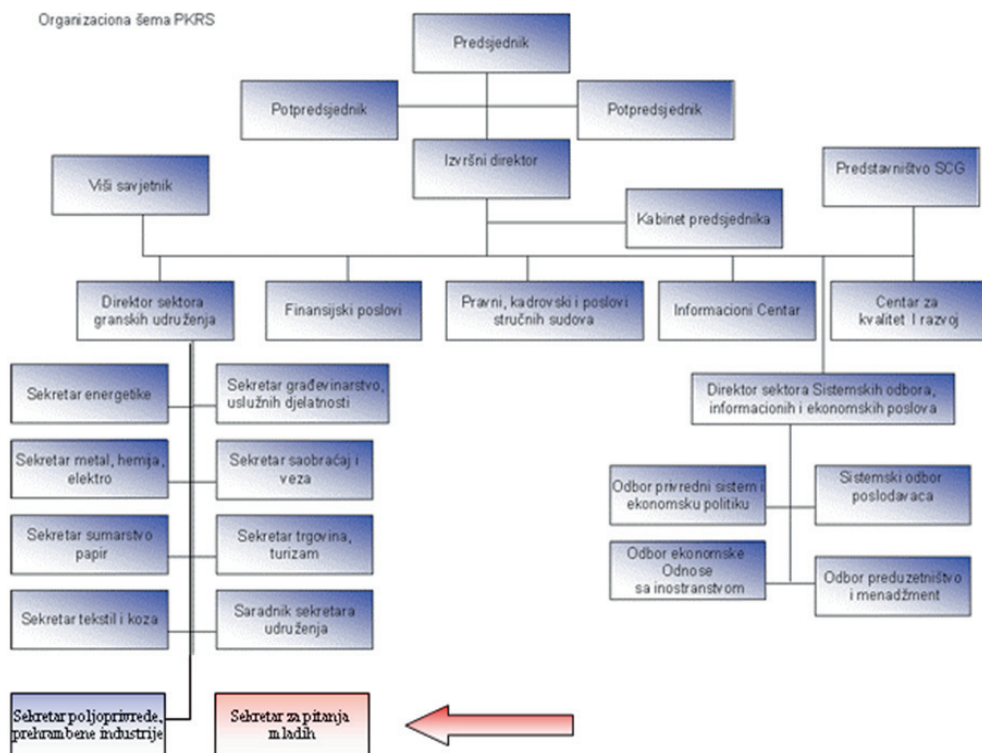 Organizaciona šema PKRS
Predsjednik
Potpredsjednik
Potpredsjednik
Izvršni direktor
Viši savjetnik
Predstavništvo SCG
Kabinet predsjednika
Direktor sektora
granskih udruženja
Finansijski poslovi
Pravni, kadrovski i poslovi
stručnih sudova
Informacioni Centar
Centar za
kvalitet I razvoj
Sekretar energetike
Sekretar građevinarstvo,
uslužnih djelatnosti
Direktor sektora Sistemskih odbora,
informacionih i ekonomskih poslova
Sekretar metal, hemija,
elektro
Sekretar saobraćaj i
veza
Odbor privredni sistem i
ekonomsku politiku
Sistemski odbor
poslodavaca
Sekretar sumarstvo
papir
Sekretar trgovina,
turizam
Odbor ekonomske
Odnose
sa inostranstvom
Odbor preduzetništvo
i menadžment
Sekretar tekstil i koza
Saradnik sekretara
udruženja
Sekretar poljoprivrede,
prehrambene industrije
Sekretar za pitanja
mladih